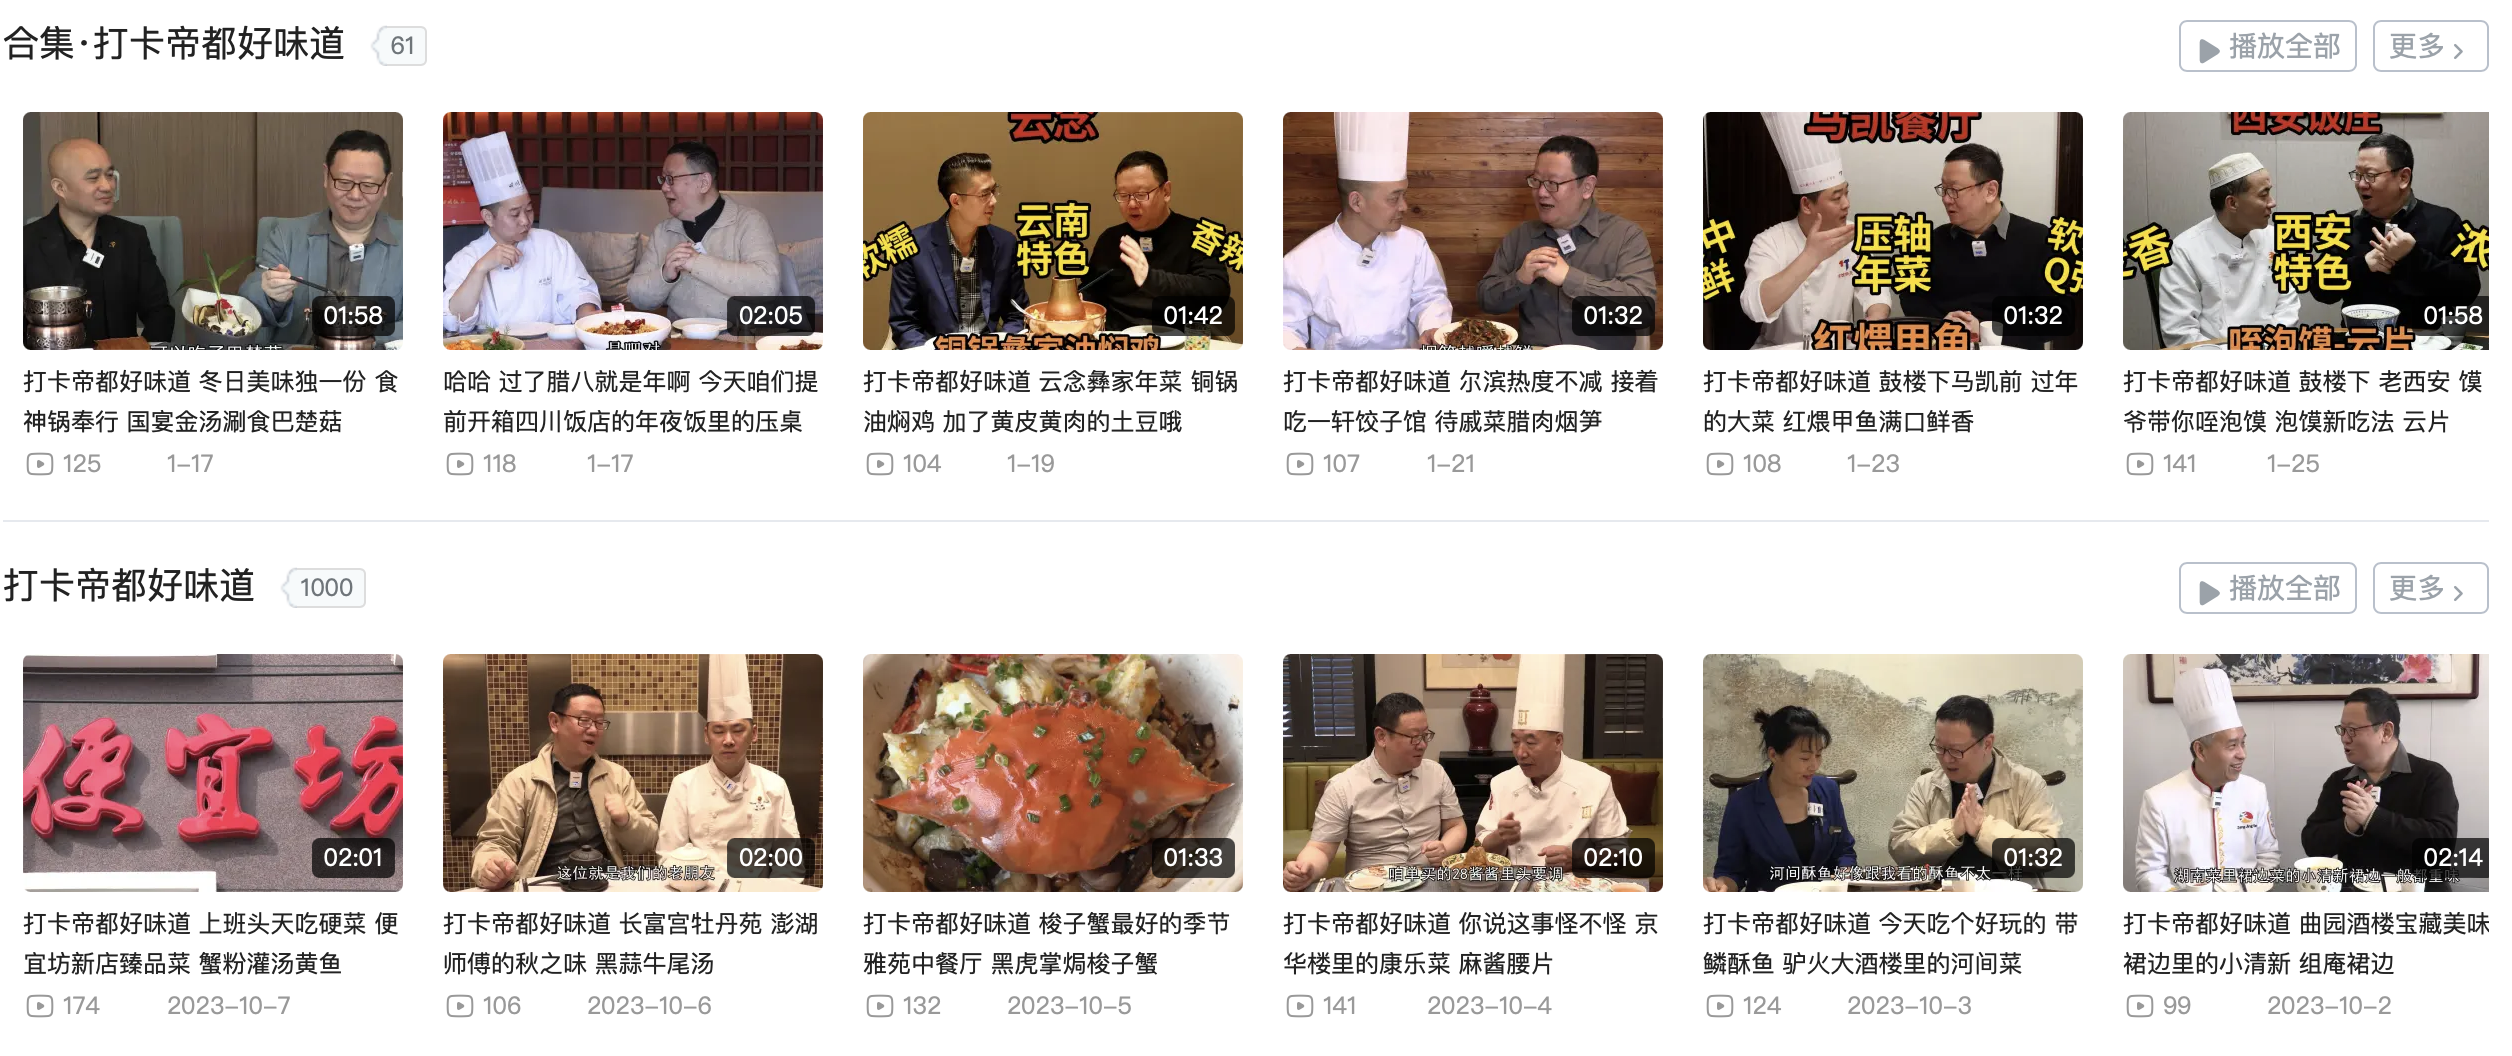 合集·打卡帝都好味道 61
播放全部 更多
01:58
02:05
云念
软糯
云南
特色
香辣
铜锅彝家油焖鸡
01:42
01:32
马凯餐厅
压轴
年菜
红煨甲鱼
01:32
西安饭庄
西安
特色
咥泡馍-云片
01:58
打卡帝都好味道 冬日美味独一份 食
神锅奉行 国宴金汤涮食巴楚菇
125 1-17
哈哈 过了腊八就是年啊 今天咱们提
前开箱四川饭店的年夜饭里的压桌
118 1-17
打卡帝都好味道 云念彝家年菜 铜锅
油焖鸡 加了黄皮黄肉的土豆哦
104 1-19
打卡帝都好味道 尔滨热度不减 接着
吃一轩饺子馆 待戚菜腊肉烟笋
107 1-21
打卡帝都好味道 鼓楼下马凯前 过年
的大菜 红煨甲鱼满口鲜香
108 1-23
打卡帝都好味道 鼓楼下 老西安 馍
爷带你咥泡馍 泡馍新吃法 云片
141 1-25
打卡帝都好味道 1000
播放全部 更多
便宜坊
02:01
这位就是我们的老朋友
02:00
01:33
咱单买的28酱酱里头要调
02:10
河间酥鱼好像跟我看的酥鱼不太一样
01:32
湖南菜里裙边菜的小清新裙边一般都重味
02:14
打卡帝都好味道 上班头天吃硬菜 便
宜坊新店臻品菜 蟹粉灌汤黄鱼
174 2023-10-7
打卡帝都好味道 长富宫牡丹苑 澎湖
师傅的秋之味 黑蒜牛尾汤
106 2023-10-6
打卡帝都好味道 梭子蟹最好的季节
雅苑中餐厅 黑虎掌焗梭子蟹
132 2023-10-5
打卡帝都好味道 你说这事怪不怪 京
华楼里的康乐菜 麻酱腰片
141 2023-10-4
打卡帝都好味道 今天吃个好玩的 带
鳞酥鱼 驴火大酒楼里的河间菜
124 2023-10-3
打卡帝都好味道 曲园酒楼宝藏美味
裙边里的小清新 组庵裙边
99 2023-10-2